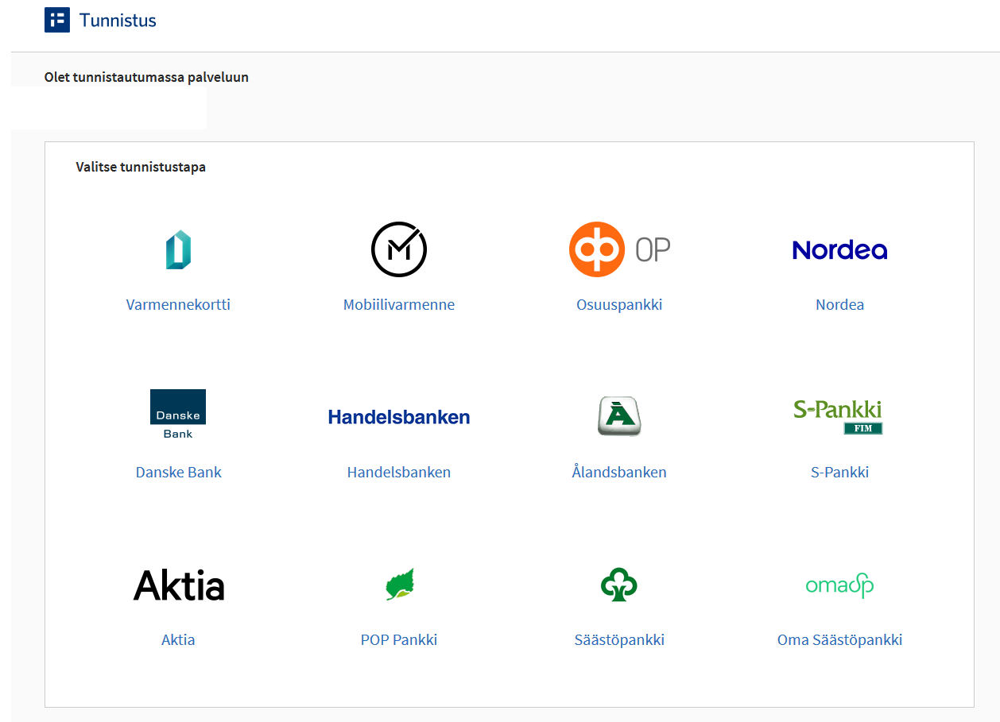 Tunnistus
Olet tunnistautumassa palveluun
Valitse tunnistustapa
OP
Nordea
Varmennekortti
Mobiilivarmenne
Osuuspankki
Nordea
Danske
Bank
Handelsbanken
S-Pankki
FIM
Danske Bank
Handelsbanken
Ålandsbanken
S-Pankki
Aktia
omasp
Aktia
POP Pankki
Säästöpankki
Oma Säästöpankki